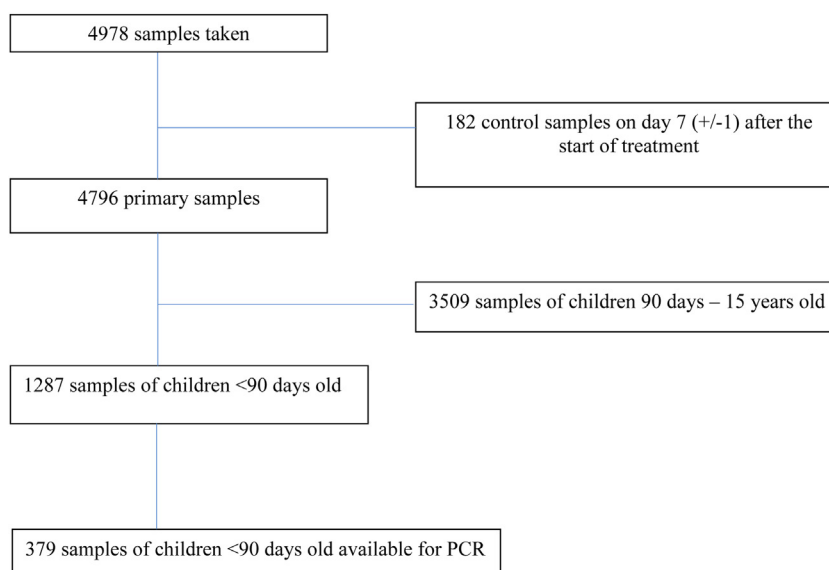 4978 samples taken
182 control samples on day 7 (+/-1) after the
start of treatment
4796 primary samples
3509 samples of children 90 days – 15 years old
1287 samples of children <90 days old
379 samples of children <90 days old available for PCR